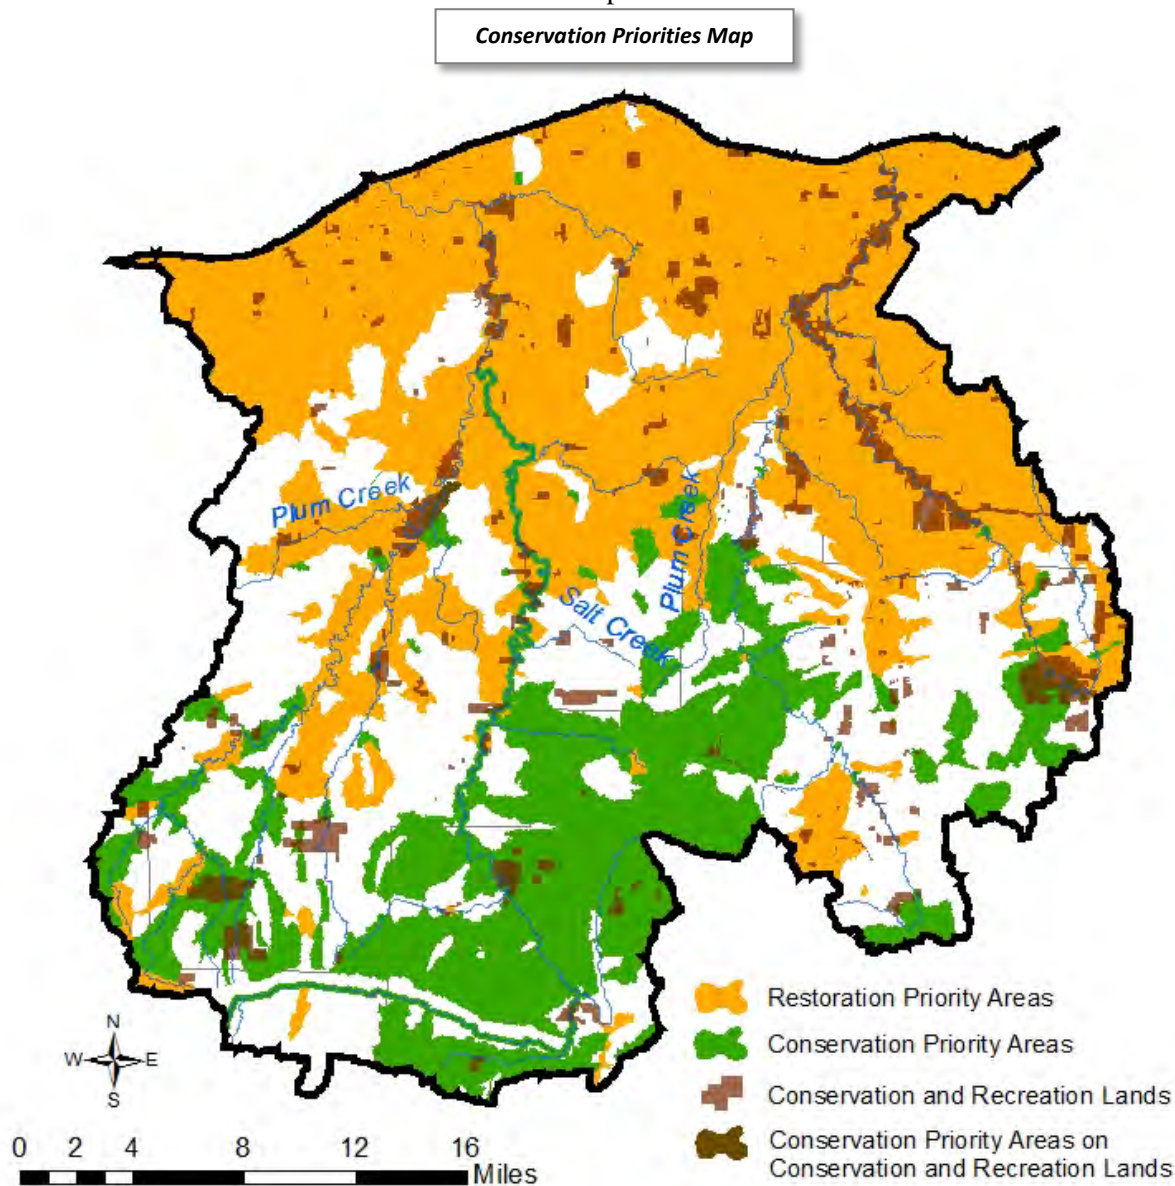 Conservation Priorities Map
Plum Creek
Plum Creek
Salt Creek
Restoration Priority Areas
Conservation Priority Areas
Conservation and Recreation Lands
Conservation Priority Areas on
Conservation and Recreation Lands
N
W E
S
0 2 4 8 12 16
Miles